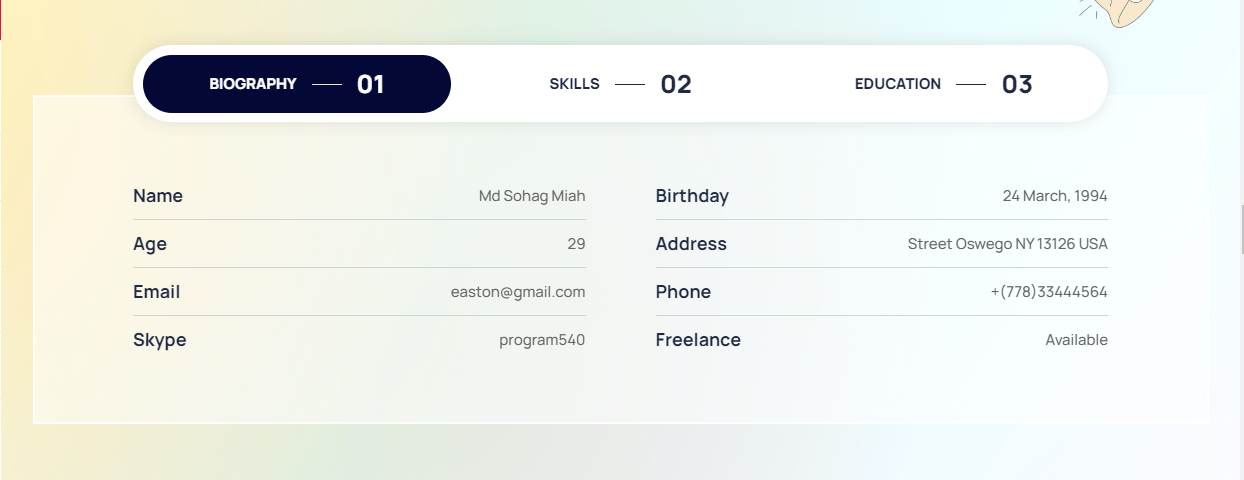 BIOGRAPHY — 01 SKILLS — 02 EDUCATION — 03
Name Md Sohag Miah
Age 29
Email easton@gmail.com
Skype program540
Birthday 24 March, 1994
Address Street Oswego NY 13126 USA
Phone +(778)33444564
Freelance Available